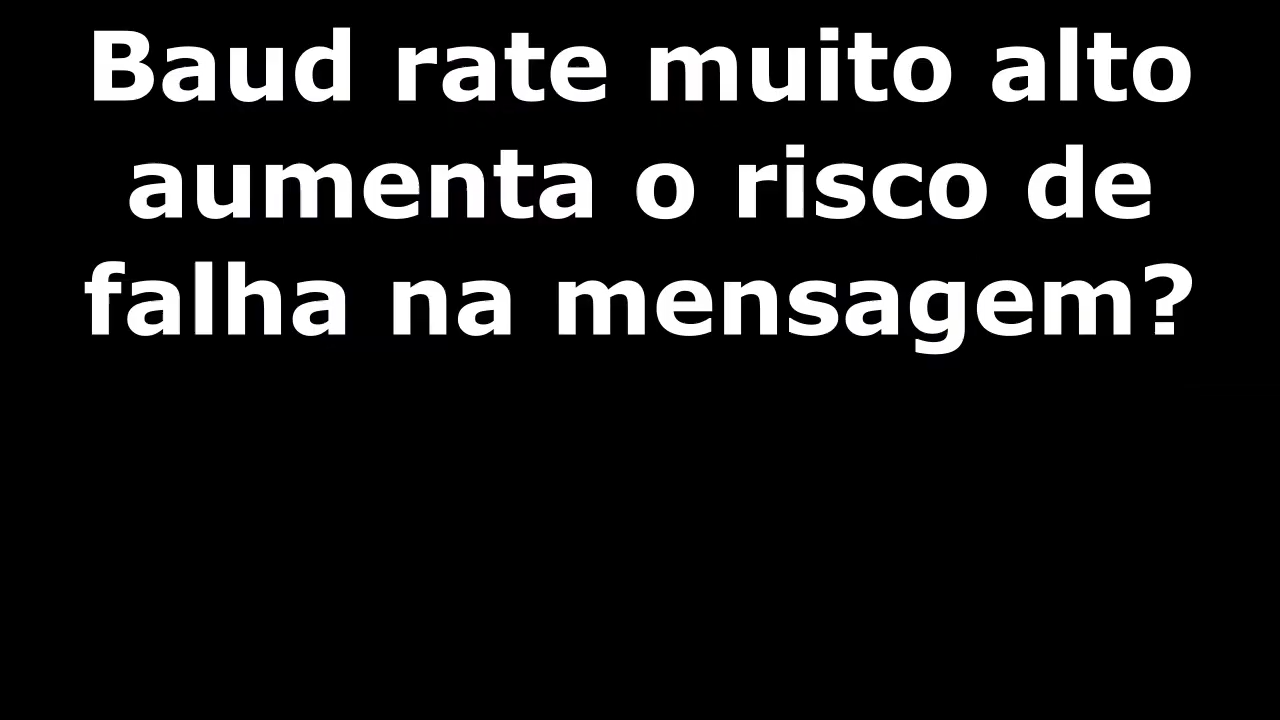 Baud rate muito alto
aumenta o risco de
falha na mensagem?